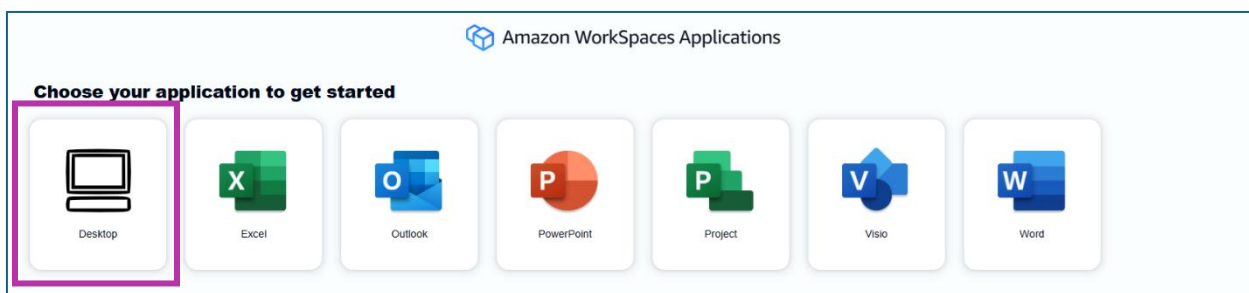 Amazon WorkSpaces Applications
Choose your application to get started
Desktop
Excel
Outlook
PowerPoint
Project
Visio
Word
X
O
P
P
V
W